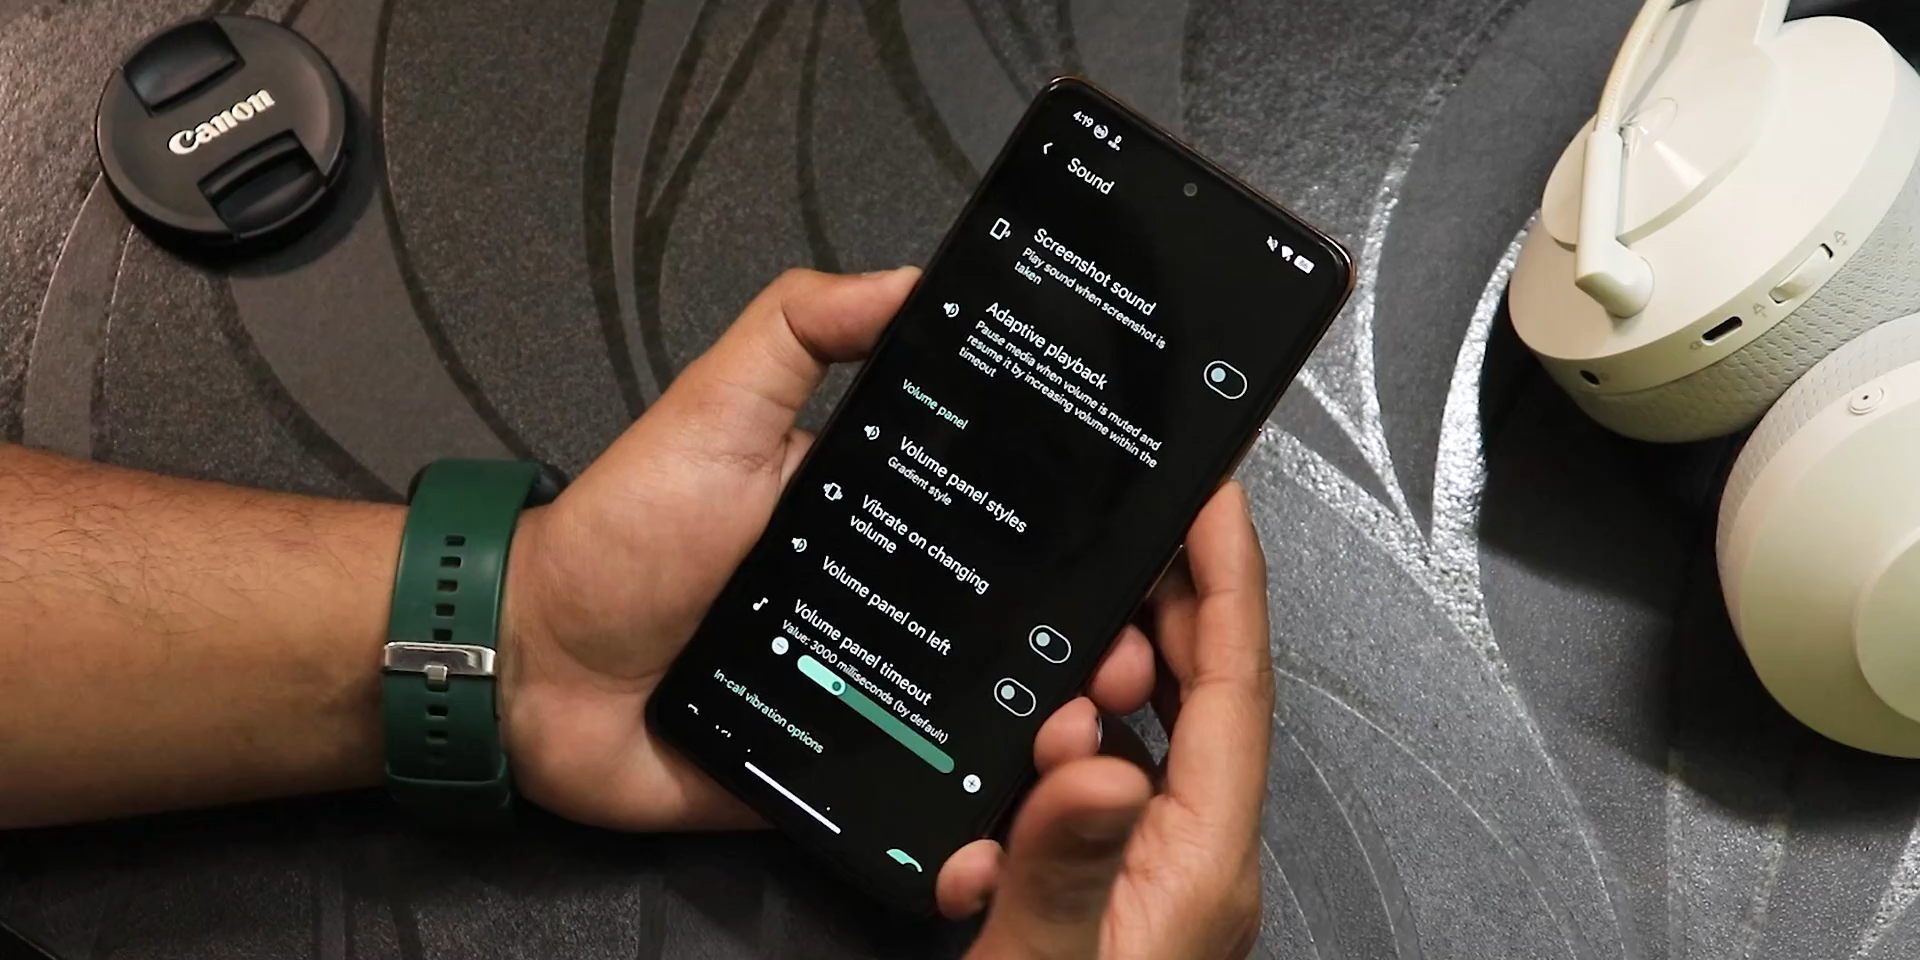 Canon
4:19
Sound
Screenshot sound
Play sound when screenshot is
taken
Adaptive playback
Pause media when volume is muted and
resume it by increasing volume within the
timeout
Volume panel
Volume panel styles
Gradient style
Vibrate on changing
volume
Volume panel on left
Volume panel timeout
Value: 3000 milliseconds (by default)
In-call vibration options